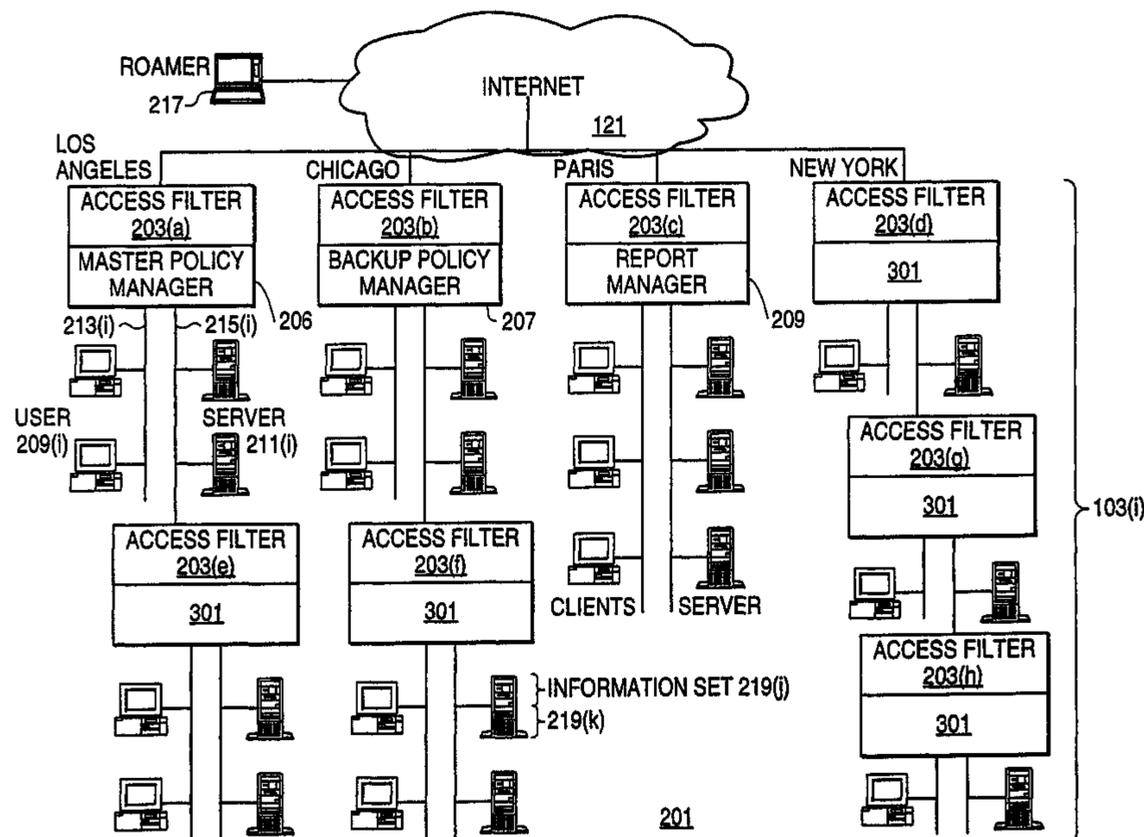 ROAMER
217
INTERNET
121
LOS
ANGELES
CHICAGO
PARIS
NEW YORK
ACCESS FILTER
203(a)
MASTER POLICY
MANAGER
206
ACCESS FILTER
203(b)
BACKUP POLICY
MANAGER
207
ACCESS FILTER
203(c)
REPORT
MANAGER
209
ACCESS FILTER
203(d)
301
213(i)
215(i)
USER
209(i)
SERVER
211(i)
ACCESS FILTER
203(g)
301
103(i)
ACCESS FILTER
203(e)
301
ACCESS FILTER
203(f)
301
CLIENTS
SERVER
ACCESS FILTER
203(h)
301
INFORMATION SET 219(j)
219(k)
201